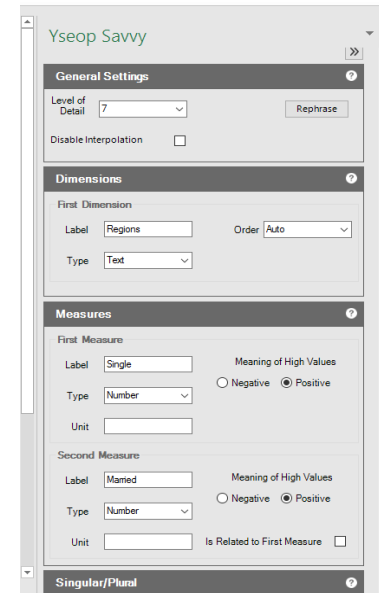 Yseop Savvy
»
General Settings ?
Level of Detail 7 Rephrase
Disable Interpolation
Dimensions ?
First Dimension
Label Regions Order Auto
Type Text
Measures ?
First Measure
Label Single Meaning of High Values
Negative Positive
Type Number
Unit
Second Measure
Label Married Meaning of High Values
Negative Positive
Type Number
Unit Is Related to First Measure
Singular/Plural ?